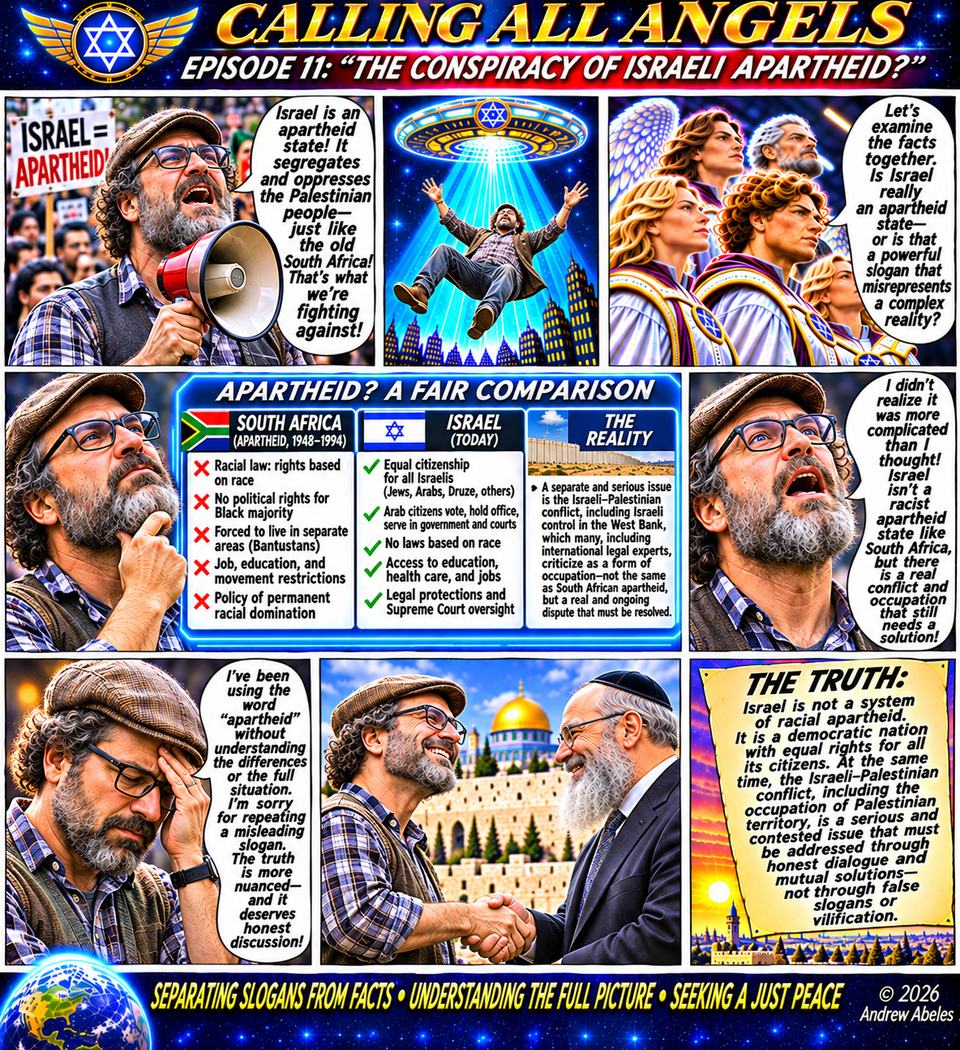 CALLING ALL ANGELS
EPISODE 11: “THE CONSPIRACY OF ISRAELI APARTHEID?”
ISRAEL =
APARTHEID!
Israel is an
apartheid
state! It
segregates
and oppresses
the Palestinian
people—
just like
the old
South Africa!
That's what
we're
fighting
against!
Let's
examine
the facts
together.
Is Israel
really
an apartheid
state—
or is that
a powerful
slogan that
misrepresents
a complex
reality?
APARTHEID? A FAIR COMPARISON
SOUTH AFRICA
(APARTHEID, 1948–1994)
Racial law: rights based
on race
No political rights for
Black majority
Forced to live in separate
areas (Bantustans)
Job, education, and
movement restrictions
Policy of permanent
racial domination
ISRAEL
(TODAY)
Equal citizenship
for all Israelis
(Jews, Arabs, Druze, others)
Arab citizens vote, hold office,
serve in government and courts
No laws based on race
Access to education,
health care, and jobs
Legal protections and
Supreme Court oversight
THE
REALITY
A separate and serious issue
is the Israeli–Palestinian
conflict, including Israeli
control in the West Bank,
which many, including
international legal experts,
criticize as a form of
occupation—not the same
as South African apartheid,
but a real and ongoing
dispute that must be resolved.
I didn't
realize it
was more
complicated
than I
thought!
Israel
isn't a
racist
apartheid
state like
South Africa,
but there
is a real
conflict and
occupation
that still
needs a
solution!
I've been
using the
word
“apartheid”
without
understanding
the differences
or the full
situation.
I'm sorry
for repeating
a misleading
slogan.
The truth
is more
nuanced—
and it
deserves
honest
discussion!
THE TRUTH:
Israel is not a system
of racial apartheid.
It is a democratic nation
with equal rights for all
its citizens. At the same
time, the Israeli–Palestinian
conflict, including the
occupation of Palestinian
territory, is a serious and
contested issue that must
be addressed through
honest dialogue and
mutual solutions—
not through false
slogans or
vilification.
SEPARATING SLOGANS FROM FACTS • UNDERSTANDING THE FULL PICTURE • SEEKING A JUST PEACE
© 2026
Andrew Abeles